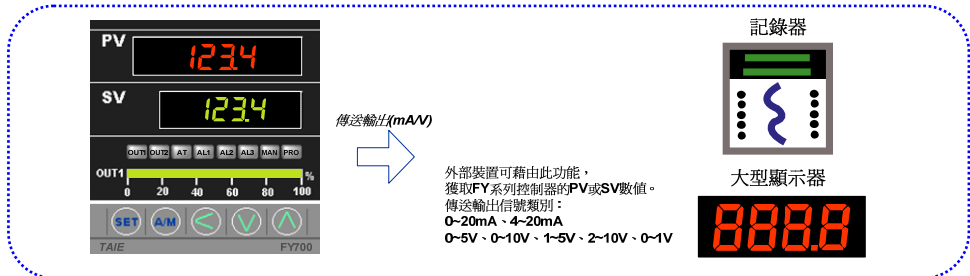 PV
123.4
SV
123.4
OUT1 OUT2 AT AL1 AL2 AL3 MAN PRO
OUT1
%
0 20 40 60 80 100
SET A/M
TAIE FY700
傳送輸出(mA/V)
外部裝置可藉由此功能，
獲取FY系列控制器的PV或SV數值。
傳送輸出信號類別：
0~20mA、4~20mA
0~5V、0~10V、1~5V、2~10V、0~1V
記錄器
大型顯示器
888.8